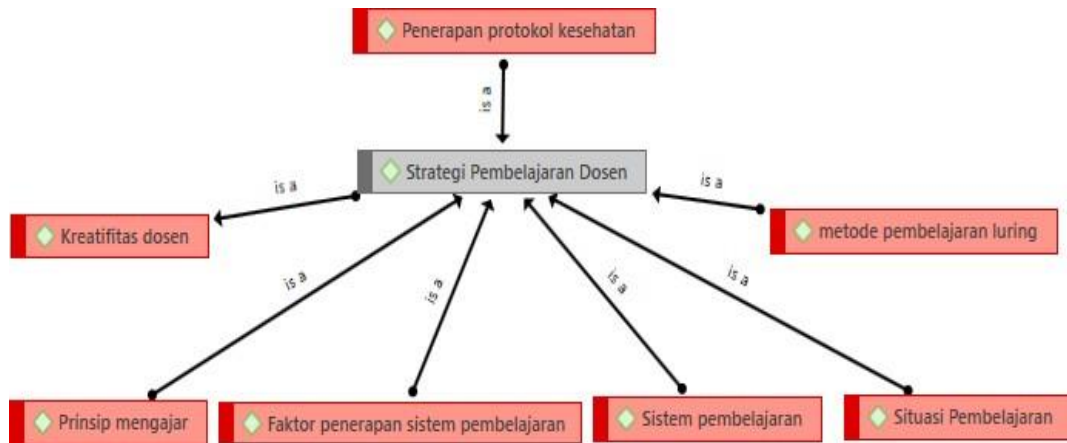 Penerapan protokol kesehatan
is a
Strategi Pembelajaran Dosen
is a
is a
Kreatifitas dosen
metode pembelajaran luring
is a
is a
is a
is a
Prinsip mengajar
Faktor penerapan sistem pembelajaran
Sistem pembelajaran
Situasi Pembelajaran